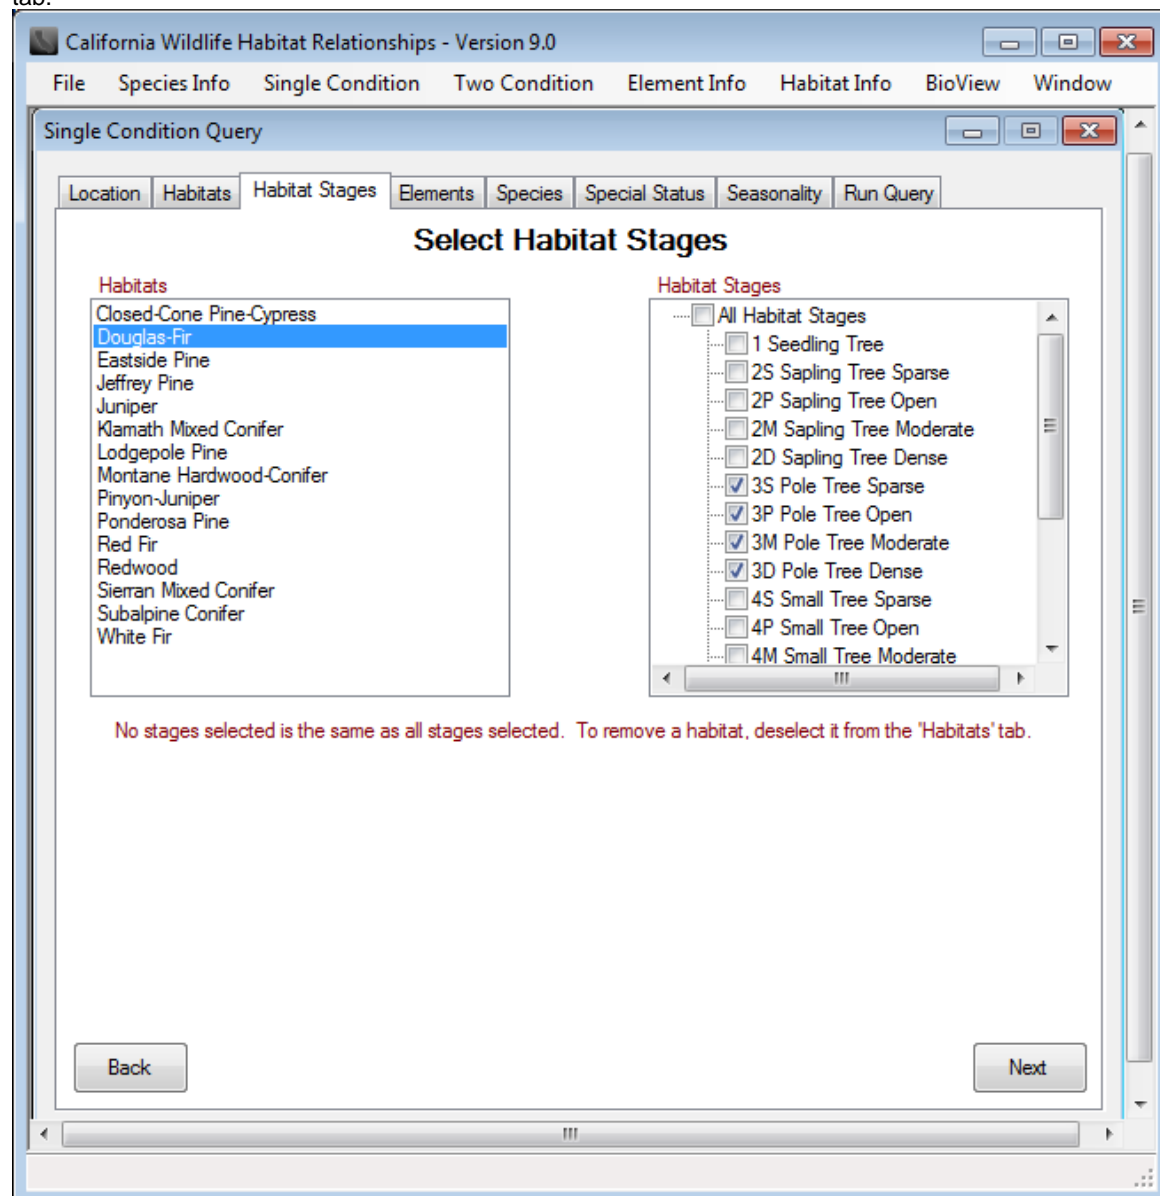 tab.
California Wildlife Habitat Relationships - Version 9.0
File Species Info Single Condition Two Condition Element Info Habitat Info BioView Window
Single Condition Query
Location Habitats Habitat Stages Elements Species Special Status Seasonality Run Query
Select Habitat Stages
Habitats
Closed-Cone Pine-Cypress
Douglas-Fir
Eastside Pine
Jeffrey Pine
Juniper
Klamath Mixed Conifer
Lodgepole Pine
Montane Hardwood-Conifer
Pinyon-Juniper
Ponderosa Pine
Red Fir
Redwood
Sierran Mixed Conifer
Subalpine Conifer
White Fir
Habitat Stages
All Habitat Stages
1 Seedling Tree
2S Sapling Tree Sparse
2P Sapling Tree Open
2M Sapling Tree Moderate
2D Sapling Tree Dense
3S Pole Tree Sparse
3P Pole Tree Open
3M Pole Tree Moderate
3D Pole Tree Dense
4S Small Tree Sparse
4P Small Tree Open
4M Small Tree Moderate
No stages selected is the same as all stages selected. To remove a habitat, deselect it from the 'Habitats' tab.
Back
Next